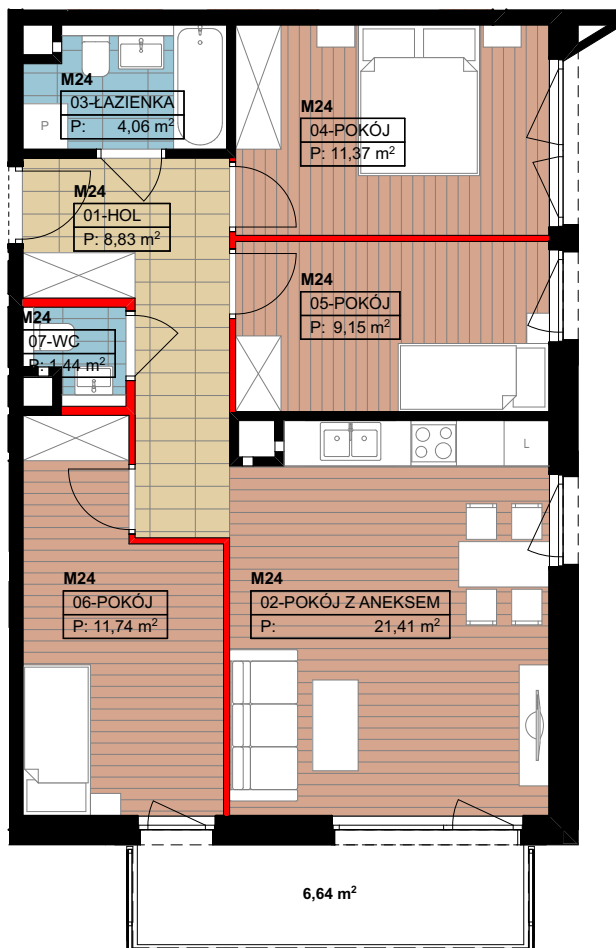 M24
03-ŁAZIENKA
P: 4,06 m²
P
M24
04-POKÓJ
P: 11,37 m²
M24
01-HOL
P: 8,83 m²
M24
05-POKÓJ
P: 9,15 m²
M24
07-WC
P: 1,44 m²
L
M24
06-POKÓJ
P: 11,74 m²
M24
02-POKÓJ Z ANEKSEM
P: 21,41 m²
6,64 m²